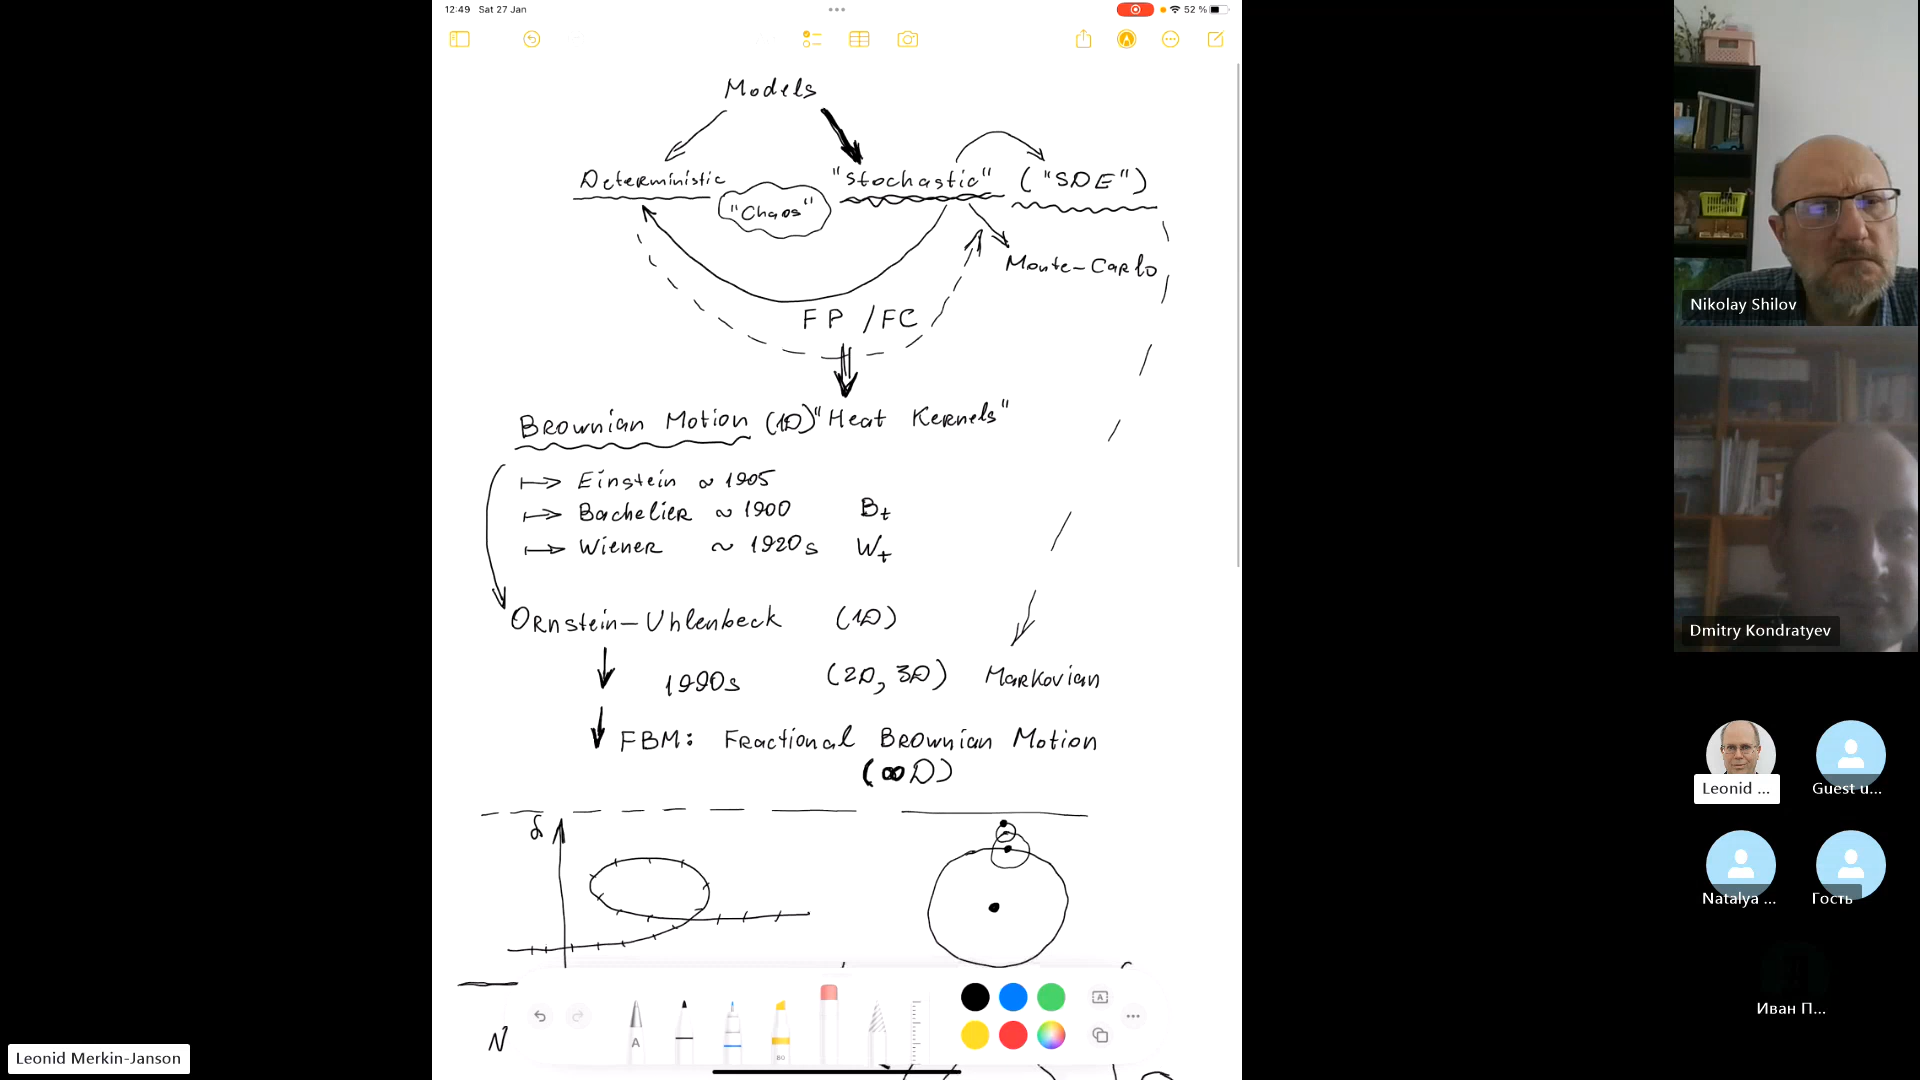 12:49 Sat 27 Jan
52 %
Models
Deterministic
"Chaos"
"Stochastic"
("SDE")
Monte-Carlo
FP / FC
Brownian Motion (1D) "Heat Kernels"
Einstein ~ 1905
Bachelier ~ 1900 Bt
Wiener ~ 1920s Wt
Ornstein-Uhlenbeck (1D)
1990s (2D, 3D) Markovian
FBM: Fractional Brownian Motion
(∞D)
N
A
80
A
Nikolay Shilov
Dmitry Kondratyev
Leonid ...
Guest u...
Natalya ...
Гость
Иван П...
Leonid Merkin-Janson